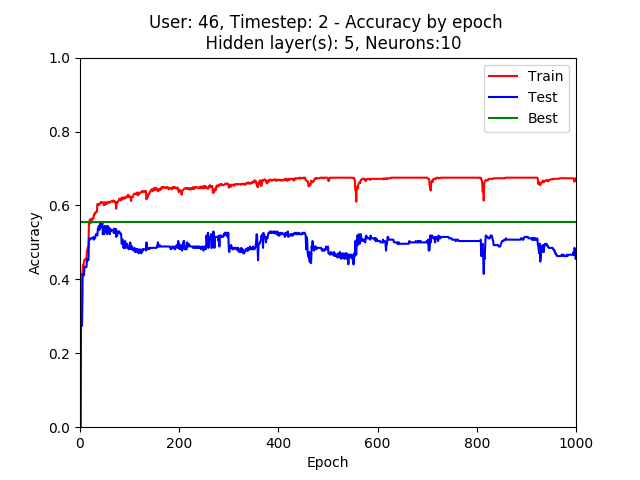 User: 46, Timestep: 2 - Accuracy by epoch
Hidden layer(s): 5, Neurons:10
1.0
0.8
0.6
0.4
0.2
0.0
Accuracy
Train
Test
Best
0 200 400 600 800 1000
Epoch